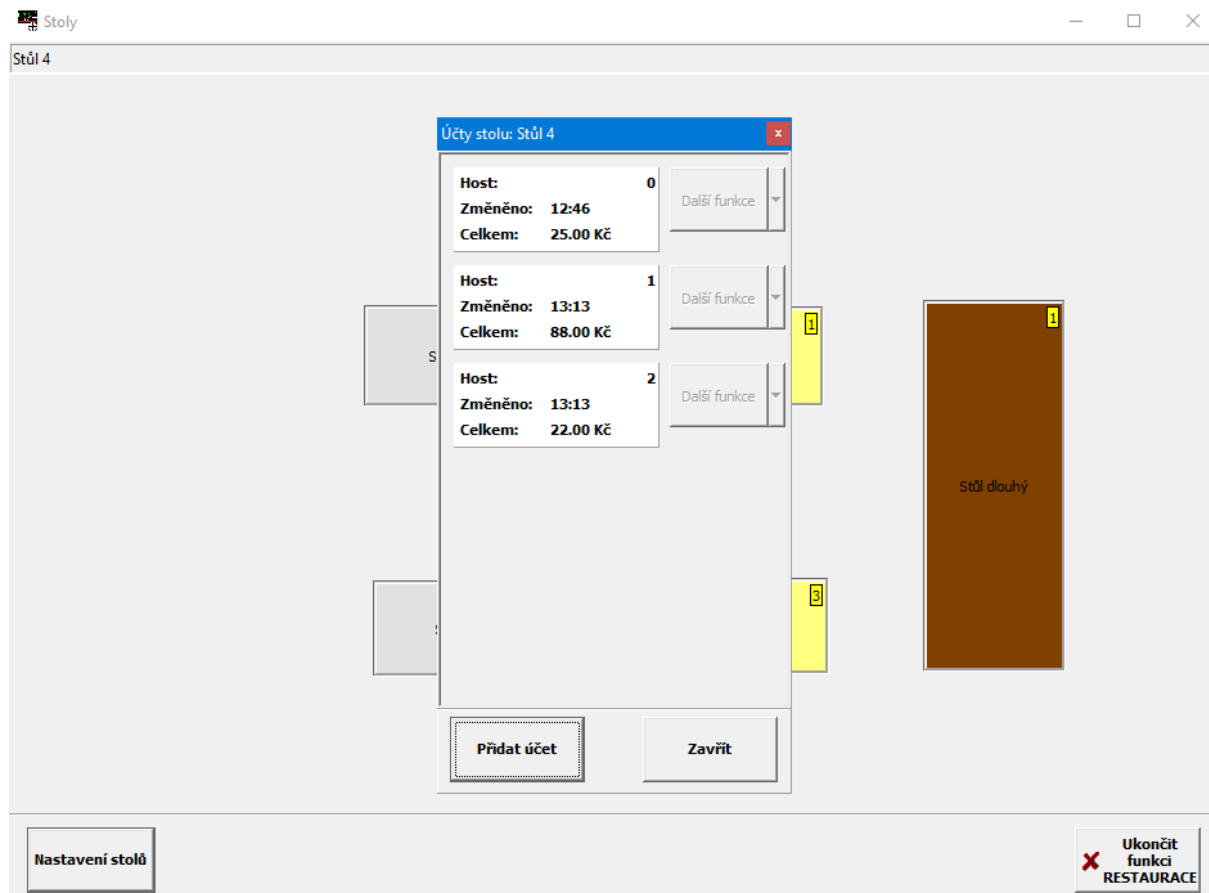 Stoly
Stůl 4
Účty stolu: Stůl 4
Host: 0
Změněno: 12:46
Celkem: 25.00 Kč
Další funkce
Host: 1
Změněno: 13:13
Celkem: 88.00 Kč
Další funkce
Host: 2
Změněno: 13:13
Celkem: 22.00 Kč
Další funkce
S
1
1
Stůl dlouhý
3
Přidat účet
Zavřít
Nastavení stolů
Ukončit
funkci
RESTAURACE